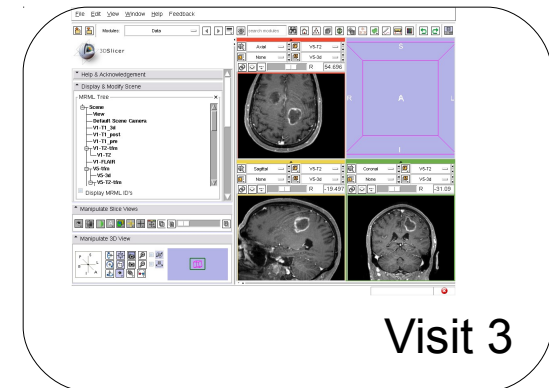 File Edit View Window Help Feedback
Modules: Data search modules
3DSlicer
Help & Acknowledgement
Display & Modify Scene
MRML Tree
Scene
View
Default Scene Camera
V1-T1_3d
V1-T1_post
V1-T1_pre
V1-T2-tfm
V1-T2
V1-FLAIR
V5-tfm
V5-3d
V5-T2-tfm
Display MRML ID's
Manipulate Slice Views
Manipulate 3D View
Axial V5-T2
None V5-3d
R 54.696
S
R A L
I
Sagittal V5-T2
None V5-3d
R -19.497
Coronal V5-T2
None V5-3d
R -31.09
Visit 3